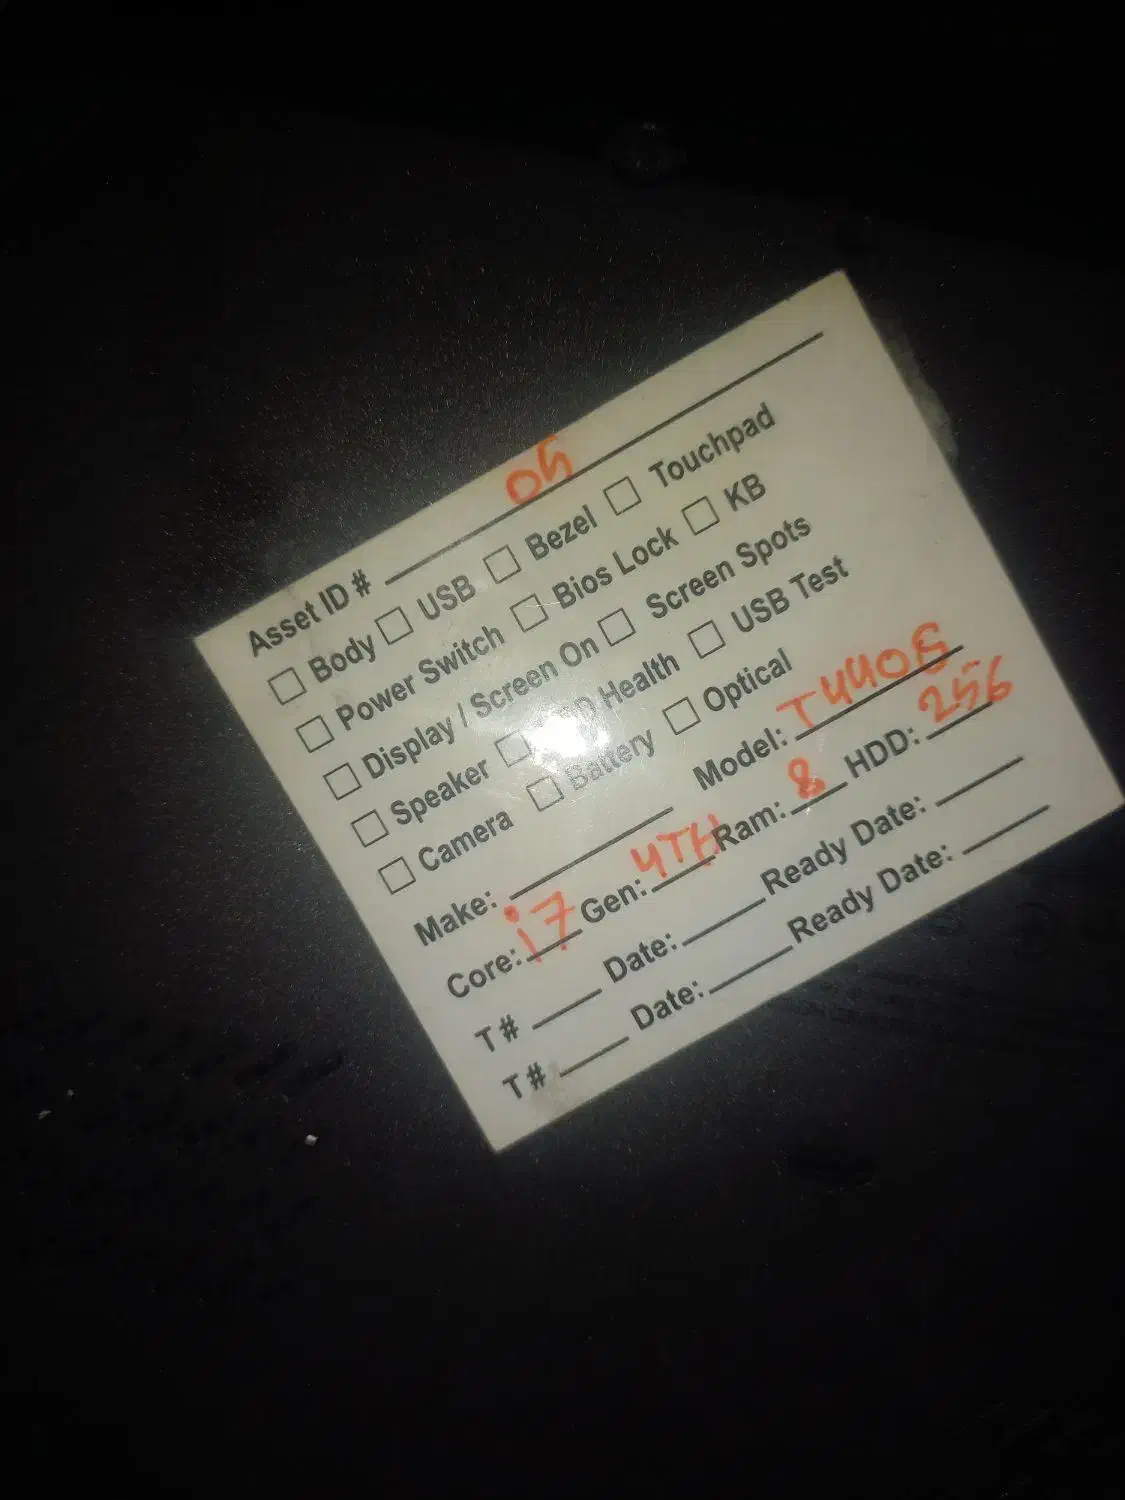 Asset ID # 05
☐ Body ☐ USB ☐ Bezel ☐ Touchpad
☐ Power Switch ☐ Bios Lock ☐ KB
☐ Display / Screen On ☐ Screen Spots
☐ Speaker ☐ Health ☐ USB Test
☐ Camera ☐ Battery ☐ Optical
Make: Model: T440S
Core: i7 Gen: 4TH Ram: 8 HDD: 256
T # Date: Ready Date:
T # Date: Ready Date: